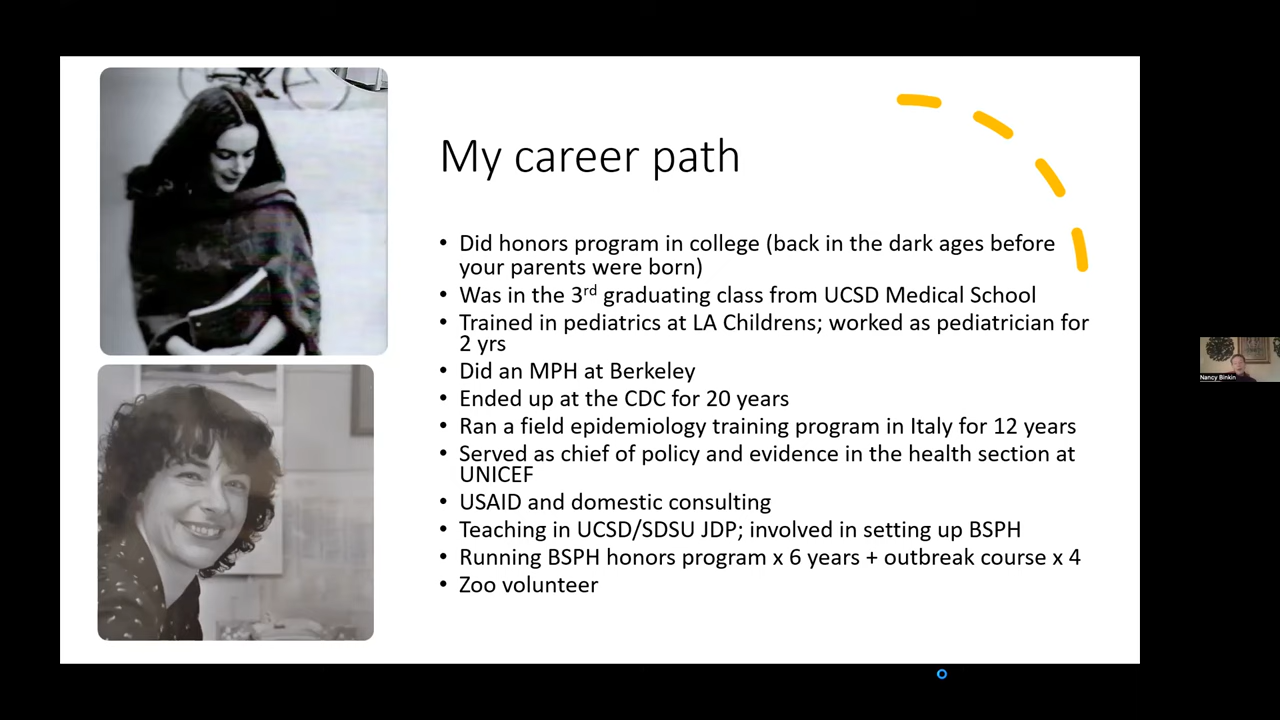 My career path
• Did honors program in college (back in the dark ages before
your parents were born)
• Was in the 3rd graduating class from UCSD Medical School
• Trained in pediatrics at LA Childrens; worked as pediatrician for
2 yrs
• Did an MPH at Berkeley
• Ended up at the CDC for 20 years
• Ran a field epidemiology training program in Italy for 12 years
• Served as chief of policy and evidence in the health section at
UNICEF
• USAID and domestic consulting
• Teaching in UCSD/SDSU JDP; involved in setting up BSPH
• Running BSPH honors program x 6 years + outbreak course x 4
• Zoo volunteer
Nancy Binkin